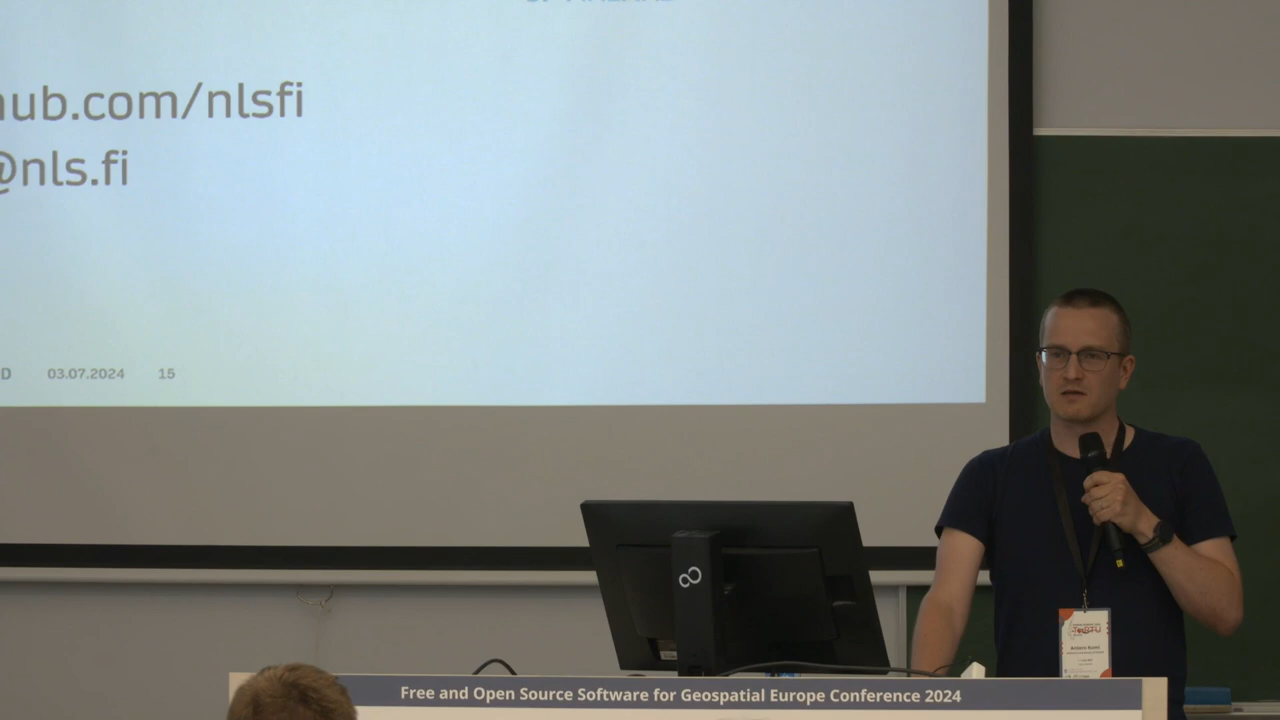 hub.com/nlsfi
@nls.fi
D 03.07.2024 15
TARTU
Free and Open Source Software for Geospatial Europe Conference 2024